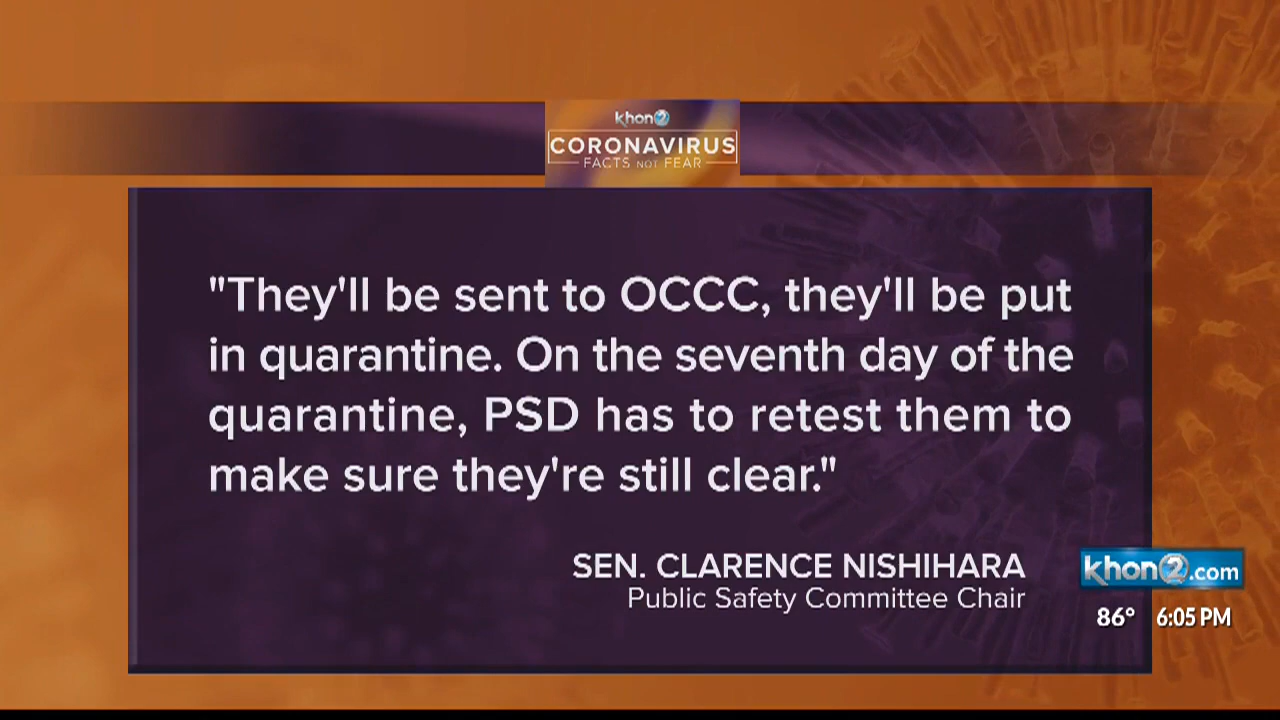 khon2
CORONAVIRUS
FACTS NOT FEAR
"They'll be sent to OCCC, they'll be put
in quarantine. On the seventh day of the
quarantine, PSD has to retest them to
make sure they're still clear."
SEN. CLARENCE NISHIHARA
Public Safety Committee Chair
khon2.com
86° 6:05 PM